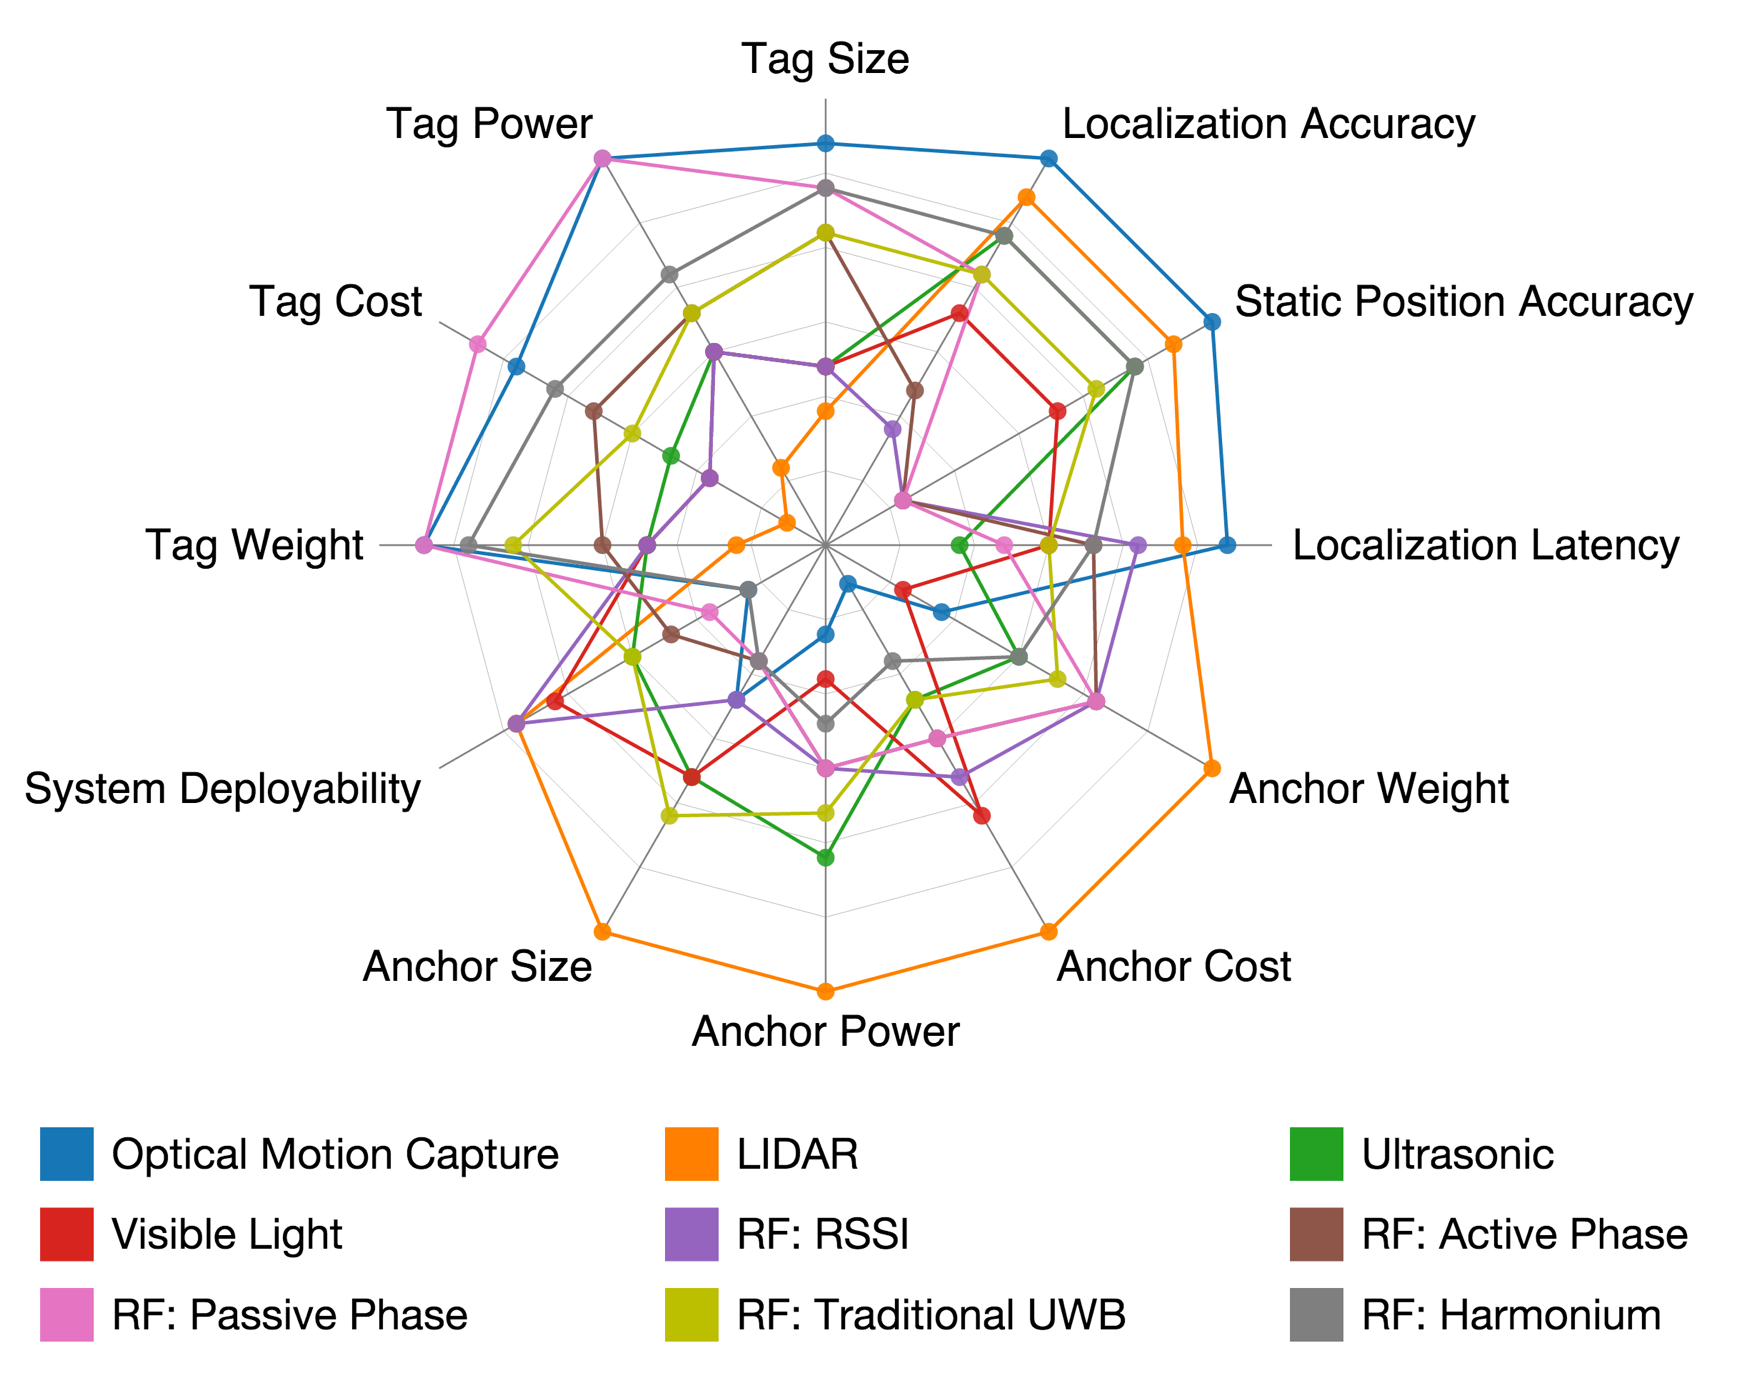 Tag Size
Tag Power
Localization Accuracy
Tag Cost
Static Position Accuracy
Tag Weight
Localization Latency
System Deployability
Anchor Weight
Anchor Size
Anchor Cost
Anchor Power
Optical Motion Capture
LIDAR
Ultrasonic
Visible Light
RF: RSSI
RF: Active Phase
RF: Passive Phase
RF: Traditional UWB
RF: Harmonium